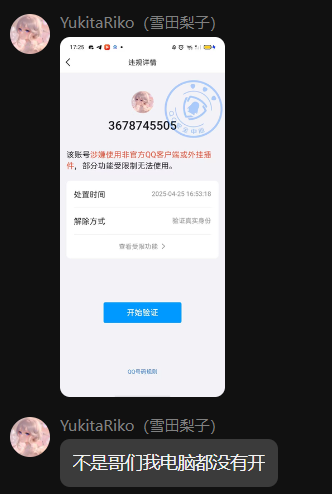 YukitaRiko（雪田梨子）
17:25
违规详情
3678745505
该账号涉嫌使用非官方QQ客户端或外挂插
件，部分功能受限制无法使用。
处置时间 2025-04-25 16:53:18
解除方式 验证真实身份
查看受限功能 >
开始验证
QQ号码规则
YukitaRiko（雪田梨子）
不是哥们我电脑都没有开